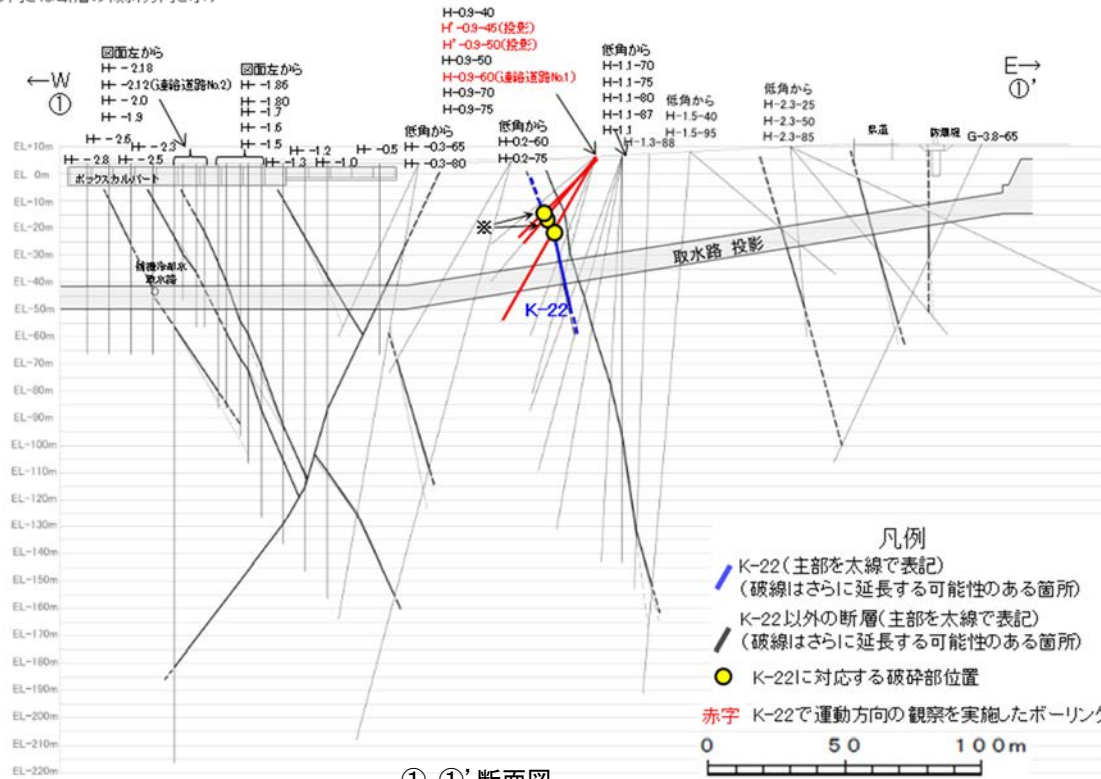 ←W
①
図面左から
H- -2.18
H- -2.12(連絡道路No.2)
H- -2.0
H- -1.9
図面左から
H- -1.85
H- -1.80
H- -1.7
H- -1.6
H- -1.5
H-0.9-40
H'-0.9-45(投影)
H'-0.9-50(投影)
H-0.9-50
H-0.9-60(連絡道路No.1)
H-0.9-70
H-0.9-75
低角から
H-1.1-70
H-1.1-75
H-1.1-80
H-1.1-87
H-1.1
H-1.3-88
低角から
H-1.5-40
H-1.5-95
低角から
H-2.3-25
H-2.3-50
H-2.3-85
E→
①'
県道
防潮堤
G-3.8-65
低角から
H-0.2-60
H-0.2-75
低角から
H-0.3-65
H-0.3-80
H- -2.6
H- -2.3
H- -2.8
H- -2.5
H- -1.3
H- -1.2
H- -1.0
H- -0.5
ボックスカルバート
取水路
※
取水路 投影
K-22
EL+10m
EL 0m
EL-10m
EL-20m
EL-30m
EL-40m
EL-50m
EL-60m
EL-70m
EL-80m
EL-90m
EL-100m
EL-110m
EL-120m
EL-130m
EL-140m
EL-150m
EL-160m
EL-170m
EL-180m
EL-190m
EL-200m
EL-210m
EL-220m
凡例
K-22(主部を太線で表記)
(破線はさらに延長する可能性のある箇所)
K-22以外の断層(主部を太線で表記)
(破線はさらに延長する可能性のある箇所)
K-22に対応する破砕部位置
赤字 K-22で運動方向の観察を実施したボーリング
0 50 100m
①-①'断面図